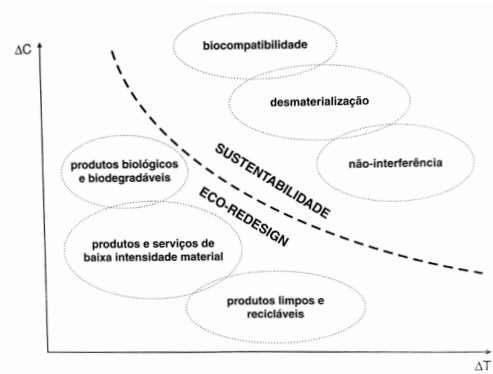 ΔC
biocompatibilidade
desmaterialização
não-interferência
SUSTENTABILIDADE
ECO-REDESIGN
produtos biológicos
e biodegradáveis
produtos e serviços de
baixa intensidade material
produtos limpos e
recicláveis
ΔT